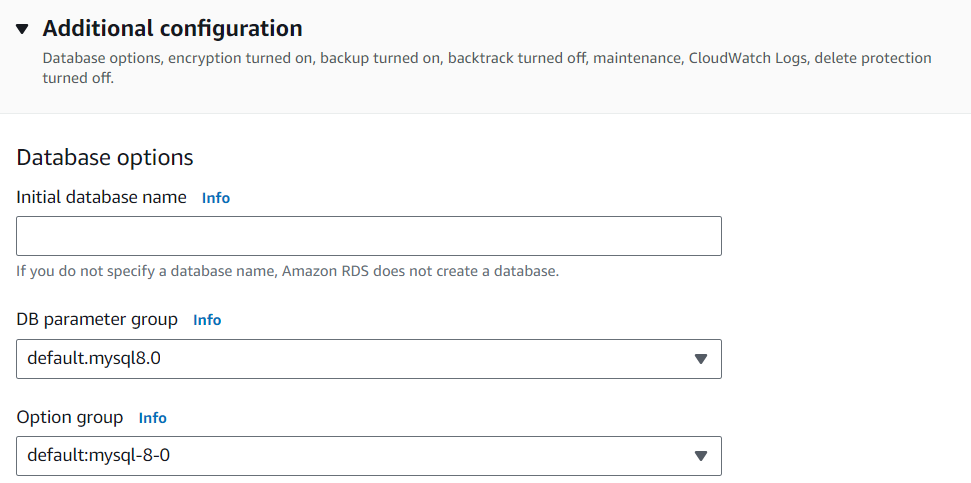 Additional configuration
Database options, encryption turned on, backup turned on, backtrack turned off, maintenance, CloudWatch Logs, delete protection
turned off.
Database options
Initial database name Info
If you do not specify a database name, Amazon RDS does not create a database.
DB parameter group Info
default.mysql8.0
Option group Info
default:mysql-8-0